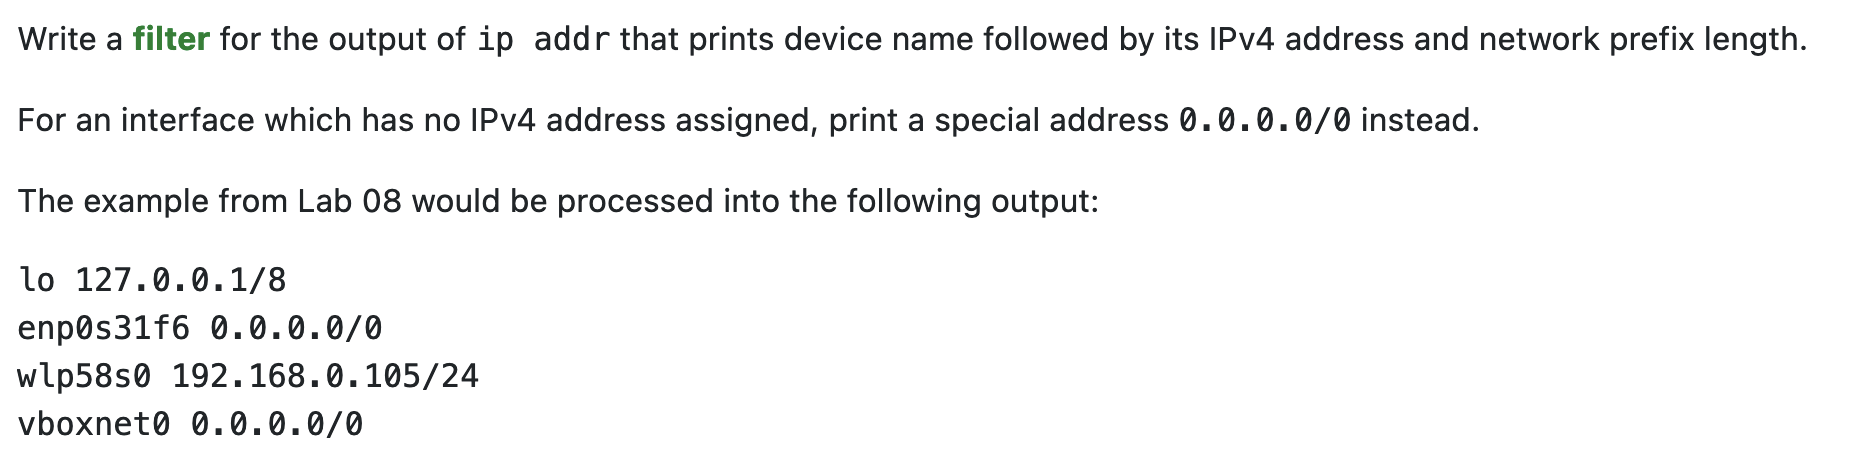 Write a filter for the output of ip addr that prints device name followed by its IPv4 address and network prefix length.
For an interface which has no IPv4 address assigned, print a special address 0.0.0.0/0 instead.
The example from Lab 08 would be processed into the following output:
lo 127.0.0.1/8
enp0s31f6 0.0.0.0/0
wlp58s0 192.168.0.105/24
vboxnet0 0.0.0.0/0